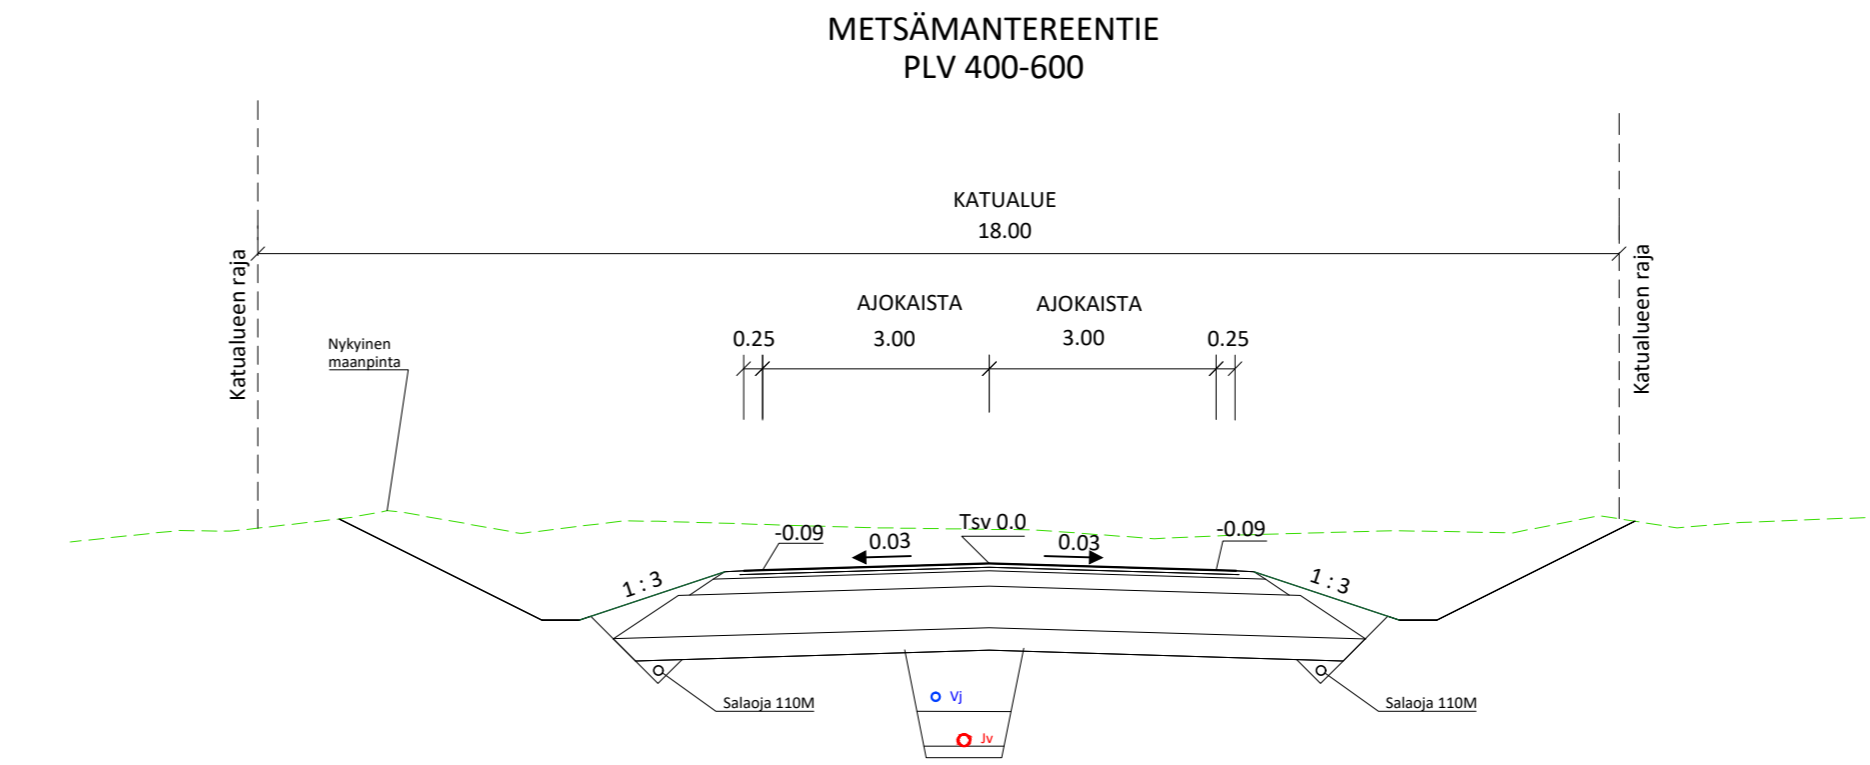 METSÄMANTEREENTIE
PLV 400-600
KATUALUE
18.00
Katualueen raja
Katualueen raja
AJOKAISTA
AJOKAISTA
0.25
3.00
3.00
0.25
Nykyinen
maanpinta
Tsv 0.0
-0.09
0.03
0.03
-0.09
1 : 3
1 : 3
Vj
Salaoja 110M
Salaoja 110M
Jv